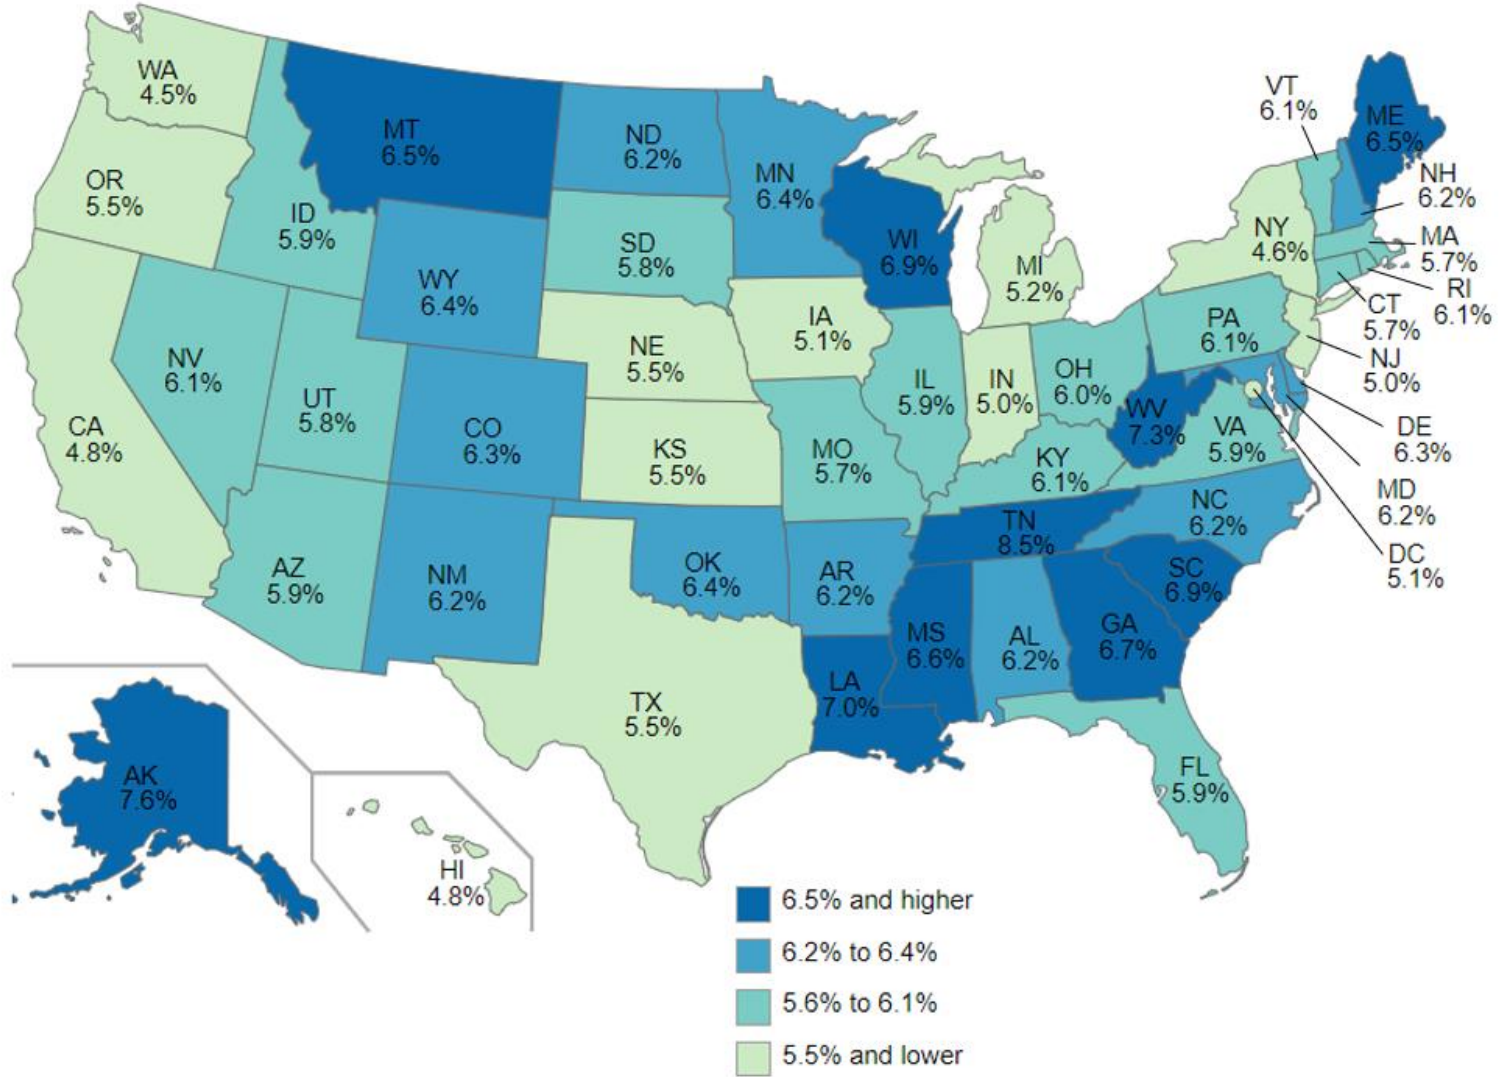 WA
4.5%
OR
5.5%
CA
4.8%
ID
5.9%
NV
6.1%
UT
5.8%
AZ
5.9%
MT
6.5%
WY
6.4%
CO
6.3%
NM
6.2%
ND
6.2%
SD
5.8%
NE
5.5%
KS
5.5%
OK
6.4%
TX
5.5%
MN
6.4%
IA
5.1%
MO
5.7%
AR
6.2%
LA
7.0%
WI
6.9%
IL
5.9%
MI
5.2%
IN
5.0%
OH
6.0%
KY
6.1%
TN
8.5%
MS
6.6%
AL
6.2%
GA
6.7%
FL
5.9%
SC
6.9%
NC
6.2%
VA
5.9%
WV
7.3%
PA
6.1%
NY
4.6%
VT
6.1%
ME
6.5%
NH
6.2%
MA
5.7%
RI
6.1%
CT
5.7%
NJ
5.0%
DE
6.3%
MD
6.2%
DC
5.1%
AK
7.6%
HI
4.8%
6.5% and higher
6.2% to 6.4%
5.6% to 6.1%
5.5% and lower